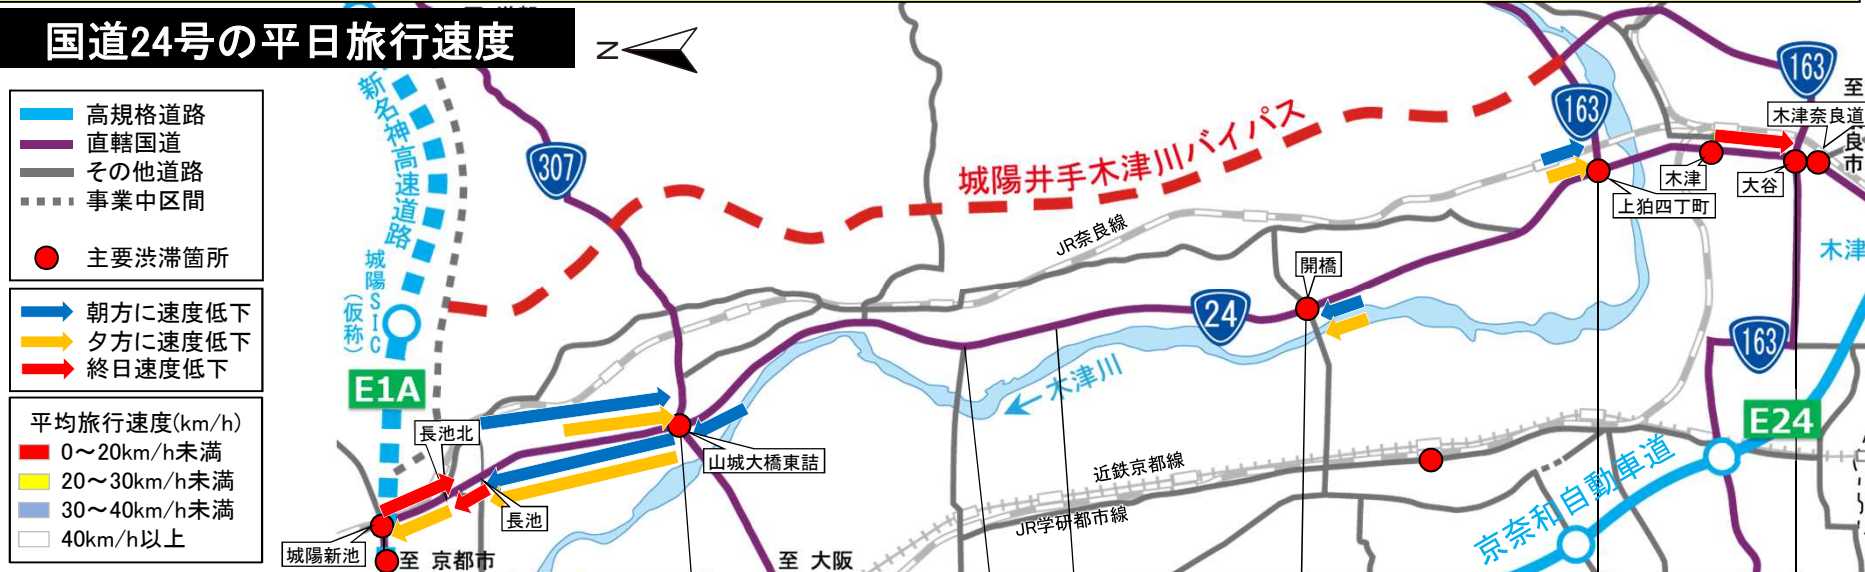 国道24号の平日旅行速度
N
高規格道路
直轄国道
その他道路
事業中区間
主要渋滞箇所
朝方に速度低下
夕方に速度低下
終日速度低下
平均旅行速度(km/h)
0～20km/h未満
20～30km/h未満
30～40km/h未満
40km/h以上
新名神高速道路
城陽SIC
(仮称)
E1A
307
城陽井手木津川バイパス
JR奈良線
163
163
至
木津奈良道
良市
木津
大谷
上狛四丁町
木津
開橋
24
163
木津川
E24
長池北
山城大橋東詰
長池
近鉄京都線
JR学研都市線
京奈和自動車道
城陽新池
至 京都市
至 大阪